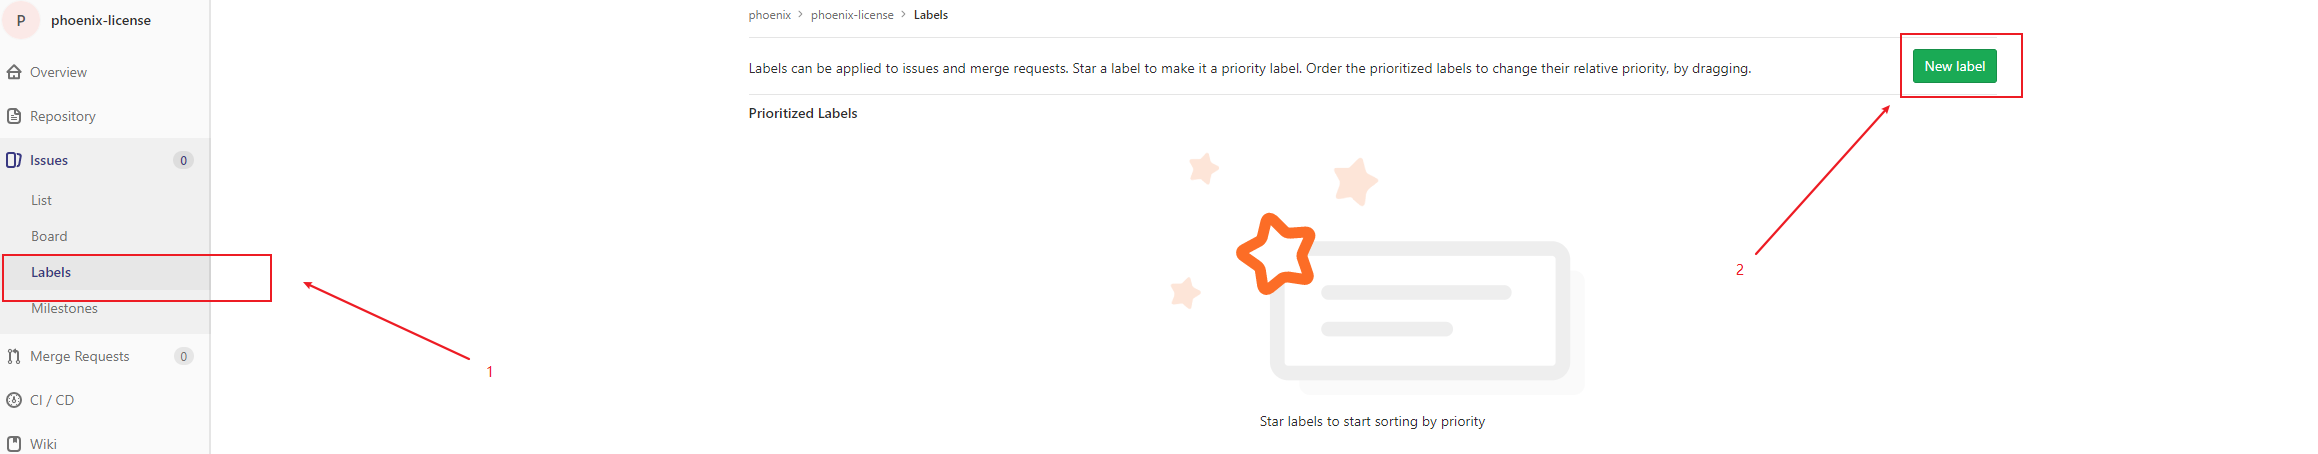 P phoenix-license
Overview
Repository
Issues 0
List
Board
Labels
Milestones
Merge Requests 0
CI / CD
Wiki
1
phoenix > phoenix-license > Labels
Labels can be applied to issues and merge requests. Star a label to make it a priority label. Order the prioritized labels to change their relative priority, by dragging.
New label
Prioritized Labels
2
Star labels to start sorting by priority